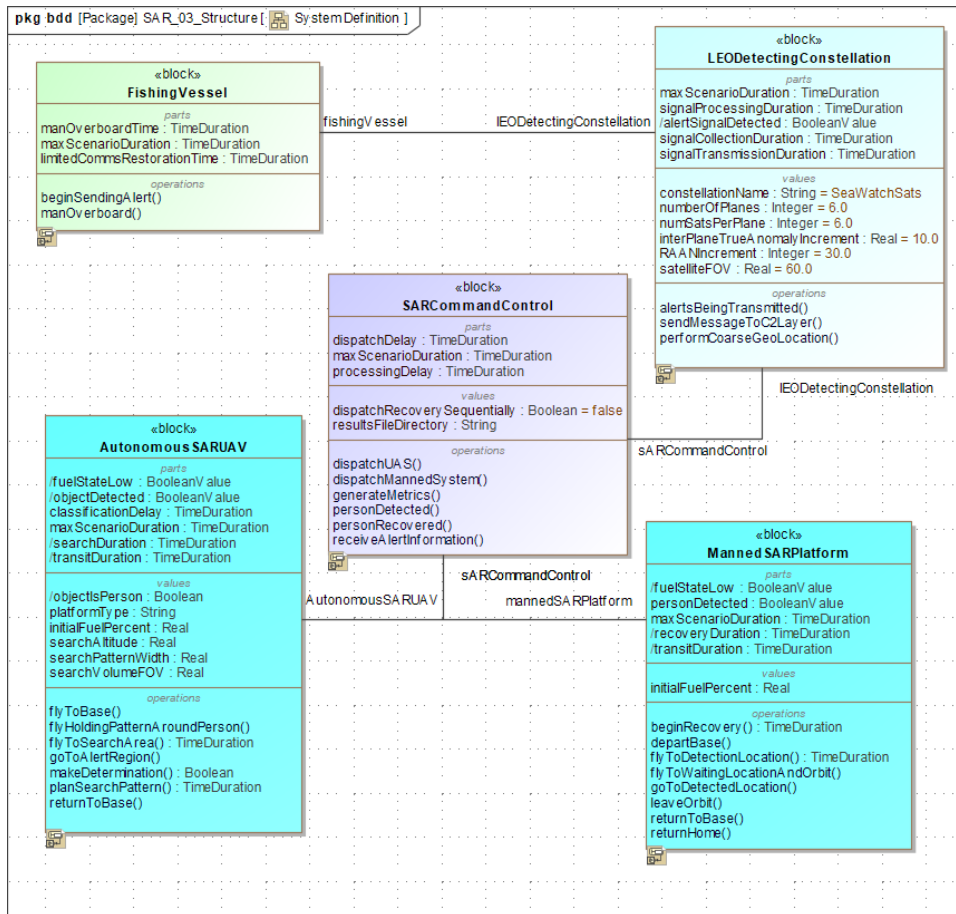 pkg bdd [Package] SAR_03_Structure [ SystemDefinition ]
«block»
FishingVessel
parts
manOverboardTime : TimeDuration
maxScenarioDuration : TimeDuration
limitedCommsRestorationTime : TimeDuration
operations
beginSendingAlert()
manOverboard()
fishingVessel
lEODetectingConstellation
«block»
LEODetectingConstellation
parts
maxScenarioDuration : TimeDuration
signalProcessingDuration : TimeDuration
/alertSignalDetected : BooleanValue
signalCollectionDuration : TimeDuration
signalTransmissionDuration : TimeDuration
values
constellationName : String = SeaWatchSats
numberOfPlanes : Integer = 6.0
numSatsPerPlane : Integer = 6.0
interPlaneTrueAnomalyIncrement : Real = 10.0
RAANIncrement : Integer = 30.0
satelliteFOV : Real = 60.0
operations
alertsBeingTransmitted()
sendMessageToC2Layer()
performCoarseGeoLocation()
lEODetectingConstellation
sARCommandControl
«block»
SARCommandControl
parts
dispatchDelay : TimeDuration
maxScenarioDuration : TimeDuration
processingDelay : TimeDuration
values
dispatchRecoverySequentially : Boolean = false
resultsFileDirectory : String
operations
dispatchUAS()
dispatchMannedSystem()
generateMetrics()
personDetected()
personRecovered()
receiveAlertInformation()
sARCommandControl
AutonomousSARUAV
mannedSARPlatform
«block»
AutonomousSARUAV
parts
/fuelStateLow : BooleanValue
/objectDetected : BooleanValue
classificationDelay : TimeDuration
maxScenarioDuration : TimeDuration
/searchDuration : TimeDuration
/transitDuration : TimeDuration
values
/objectIsPerson : Boolean
platformType : String
initialFuelPercent : Real
searchAltitude : Real
searchPatternWidth : Real
searchVolumeFOV : Real
operations
flyToBase()
flyHoldingPatternAroundPerson()
flyToSearchArea() : TimeDuration
goToAlertRegion()
makeDetermination() : Boolean
planSearchPattern() : TimeDuration
returnToBase()
«block»
MannedSARPlatform
parts
/fuelStateLow : BooleanValue
personDetected : BooleanValue
maxScenarioDuration : TimeDuration
/recoveryDuration : TimeDuration
/transitDuration : TimeDuration
values
initialFuelPercent : Real
operations
beginRecovery() : TimeDuration
departBase()
flyToDetectionLocation() : TimeDuration
flyToWaitingLocationAndOrbit()
goToDetectedLocation()
leaveOrbit()
returnToBase()
returnHome()